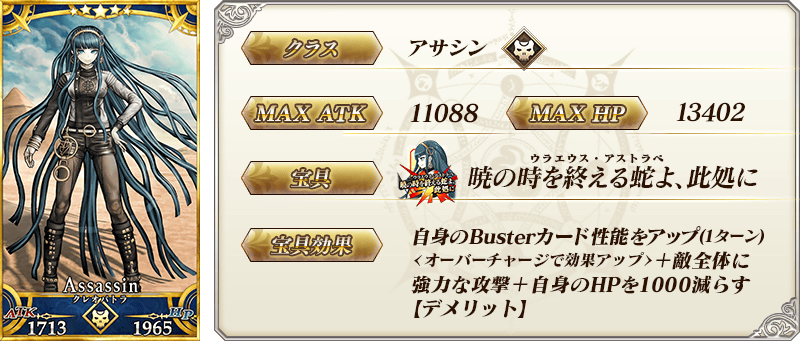 Assassin
クレオパトラ
ATK HP
1713 1965
クラス アサシン
MAX ATK 11088 MAX HP 13402
ウラエウス・アストラペ
宝具 暁の時を終える蛇よ、此処に
宝具効果
自身のBusterカード性能をアップ(1ターン)
<オーバーチャージで効果アップ>+敵全体に
強力な攻撃+自身のHPを1000減らす
【デメリット】